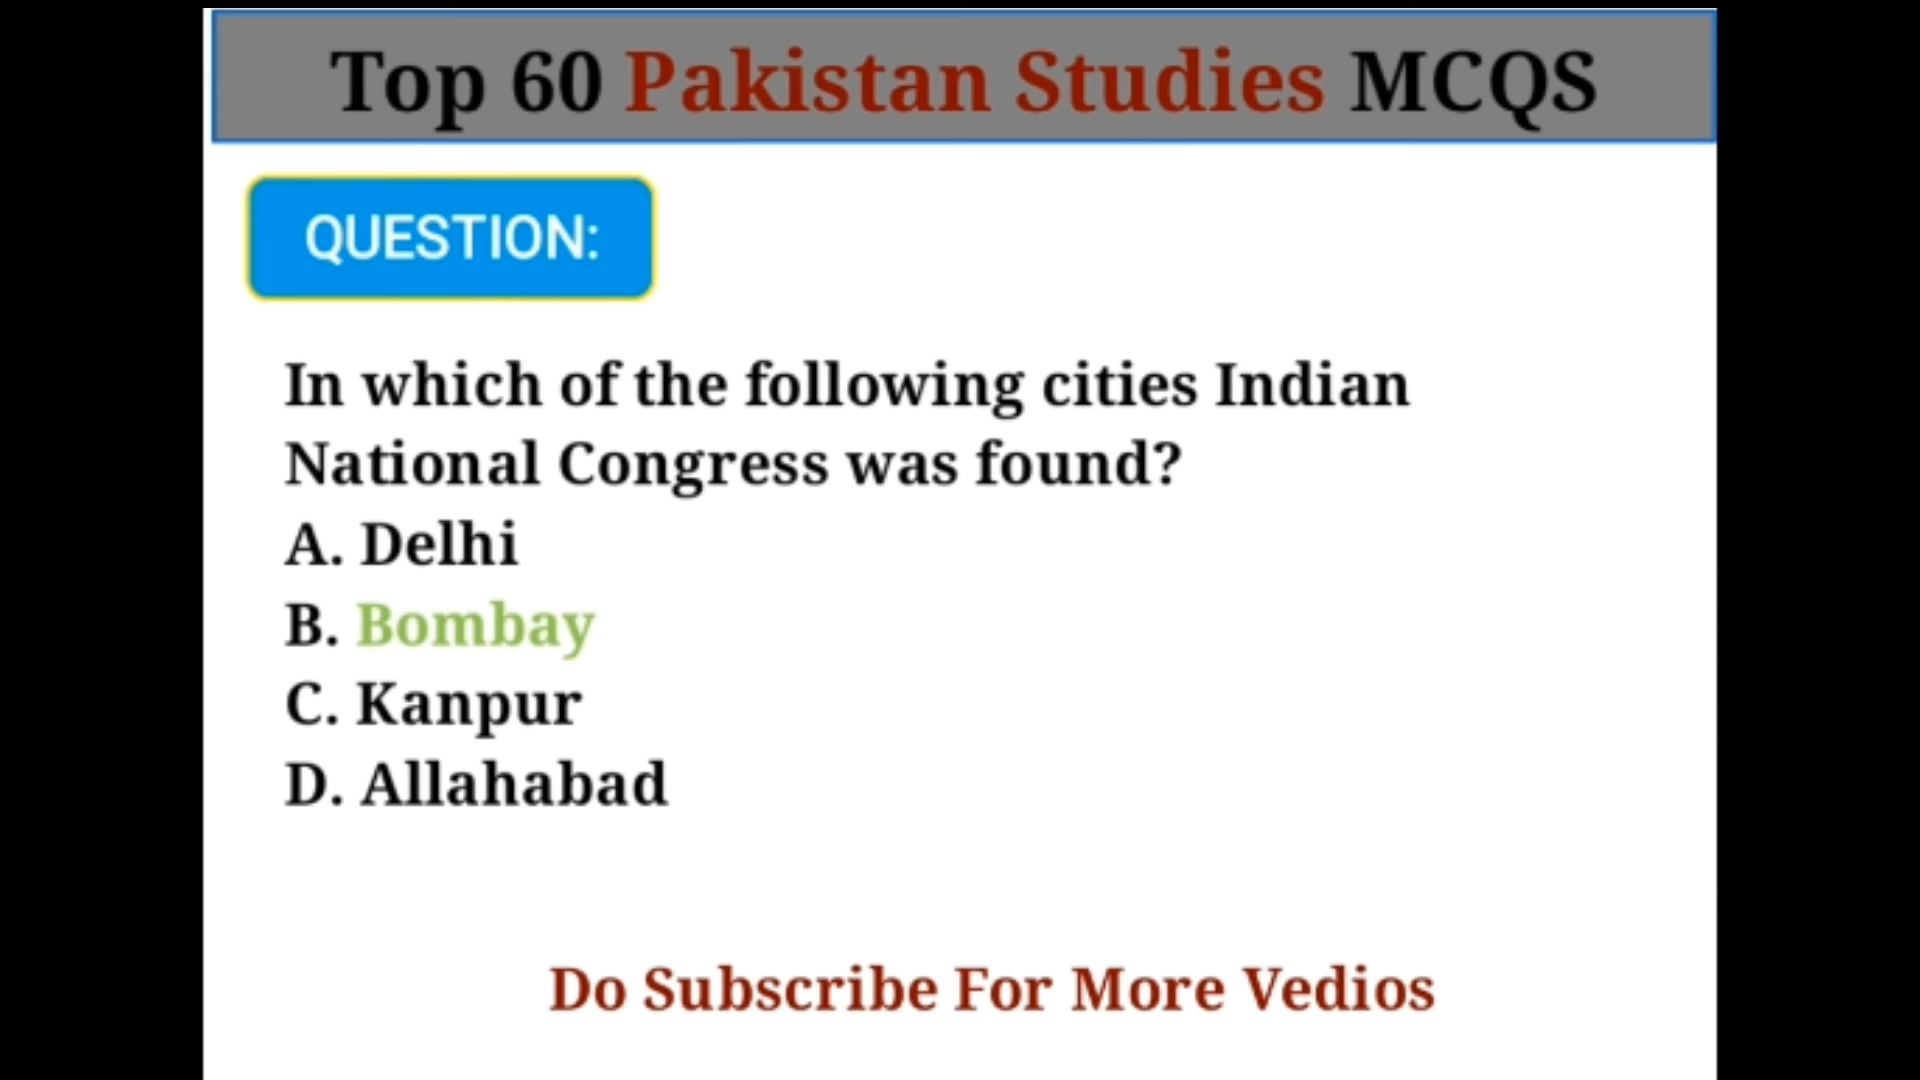 Top 60 Pakistan Studies MCQS
QUESTION:
In which of the following cities Indian
National Congress was found?
A. Delhi
B. Bombay
C. Kanpur
D. Allahabad
Do Subscribe For More Vedios